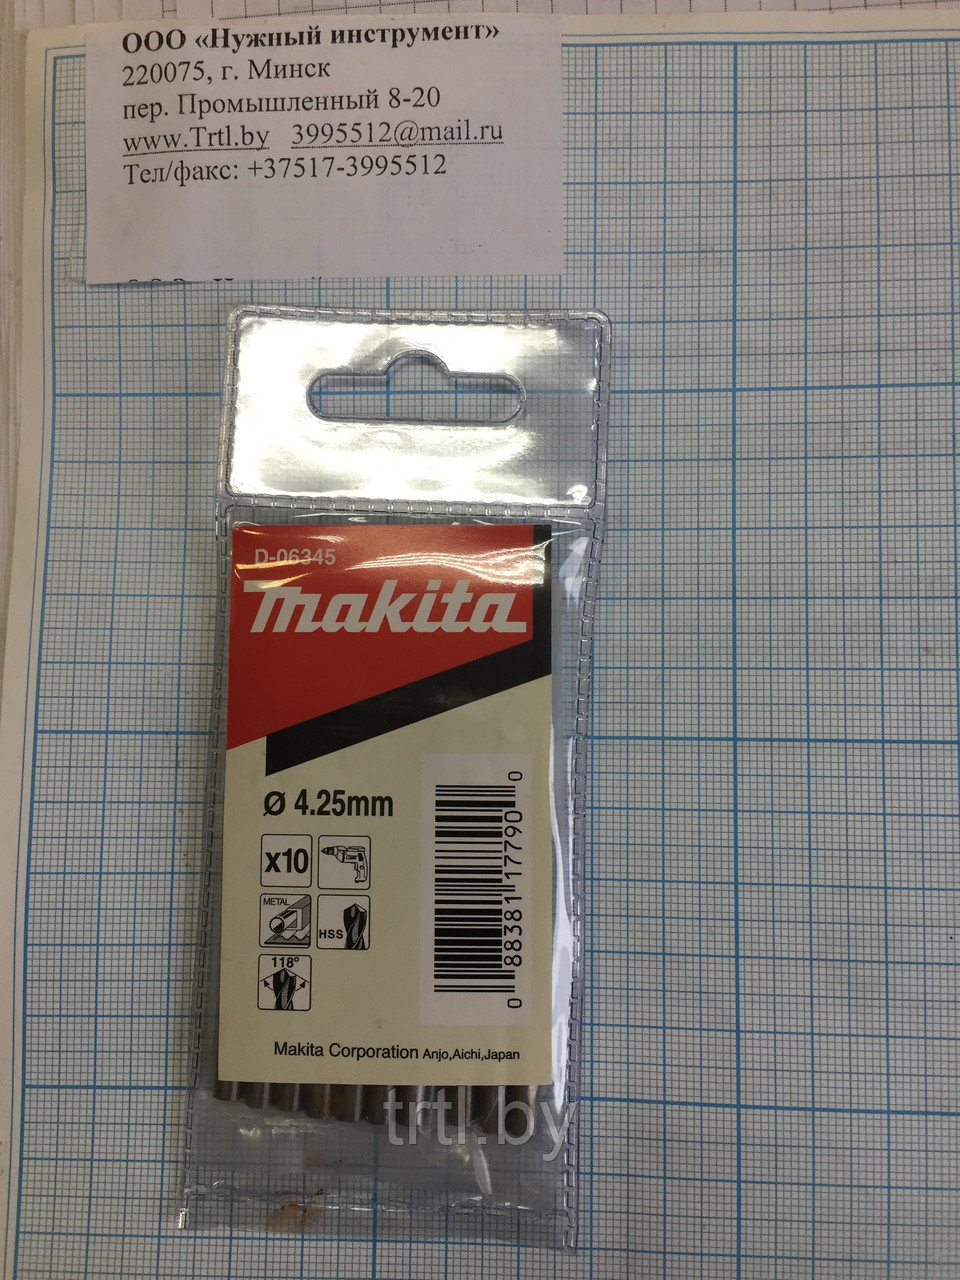 ООО «Нужный инструмент»
220075, г. Минск
пер. Промышленный 8-20
www.Trtl.by 3995512@mail.ru
Тел/факс: +37517-3995512
D-06345
makita
Ø 4.25mm
x10
METAL
HSS
118°
0 88381 17790 0
Makita Corporation Anjo,Aichi,Japan
trtl.by